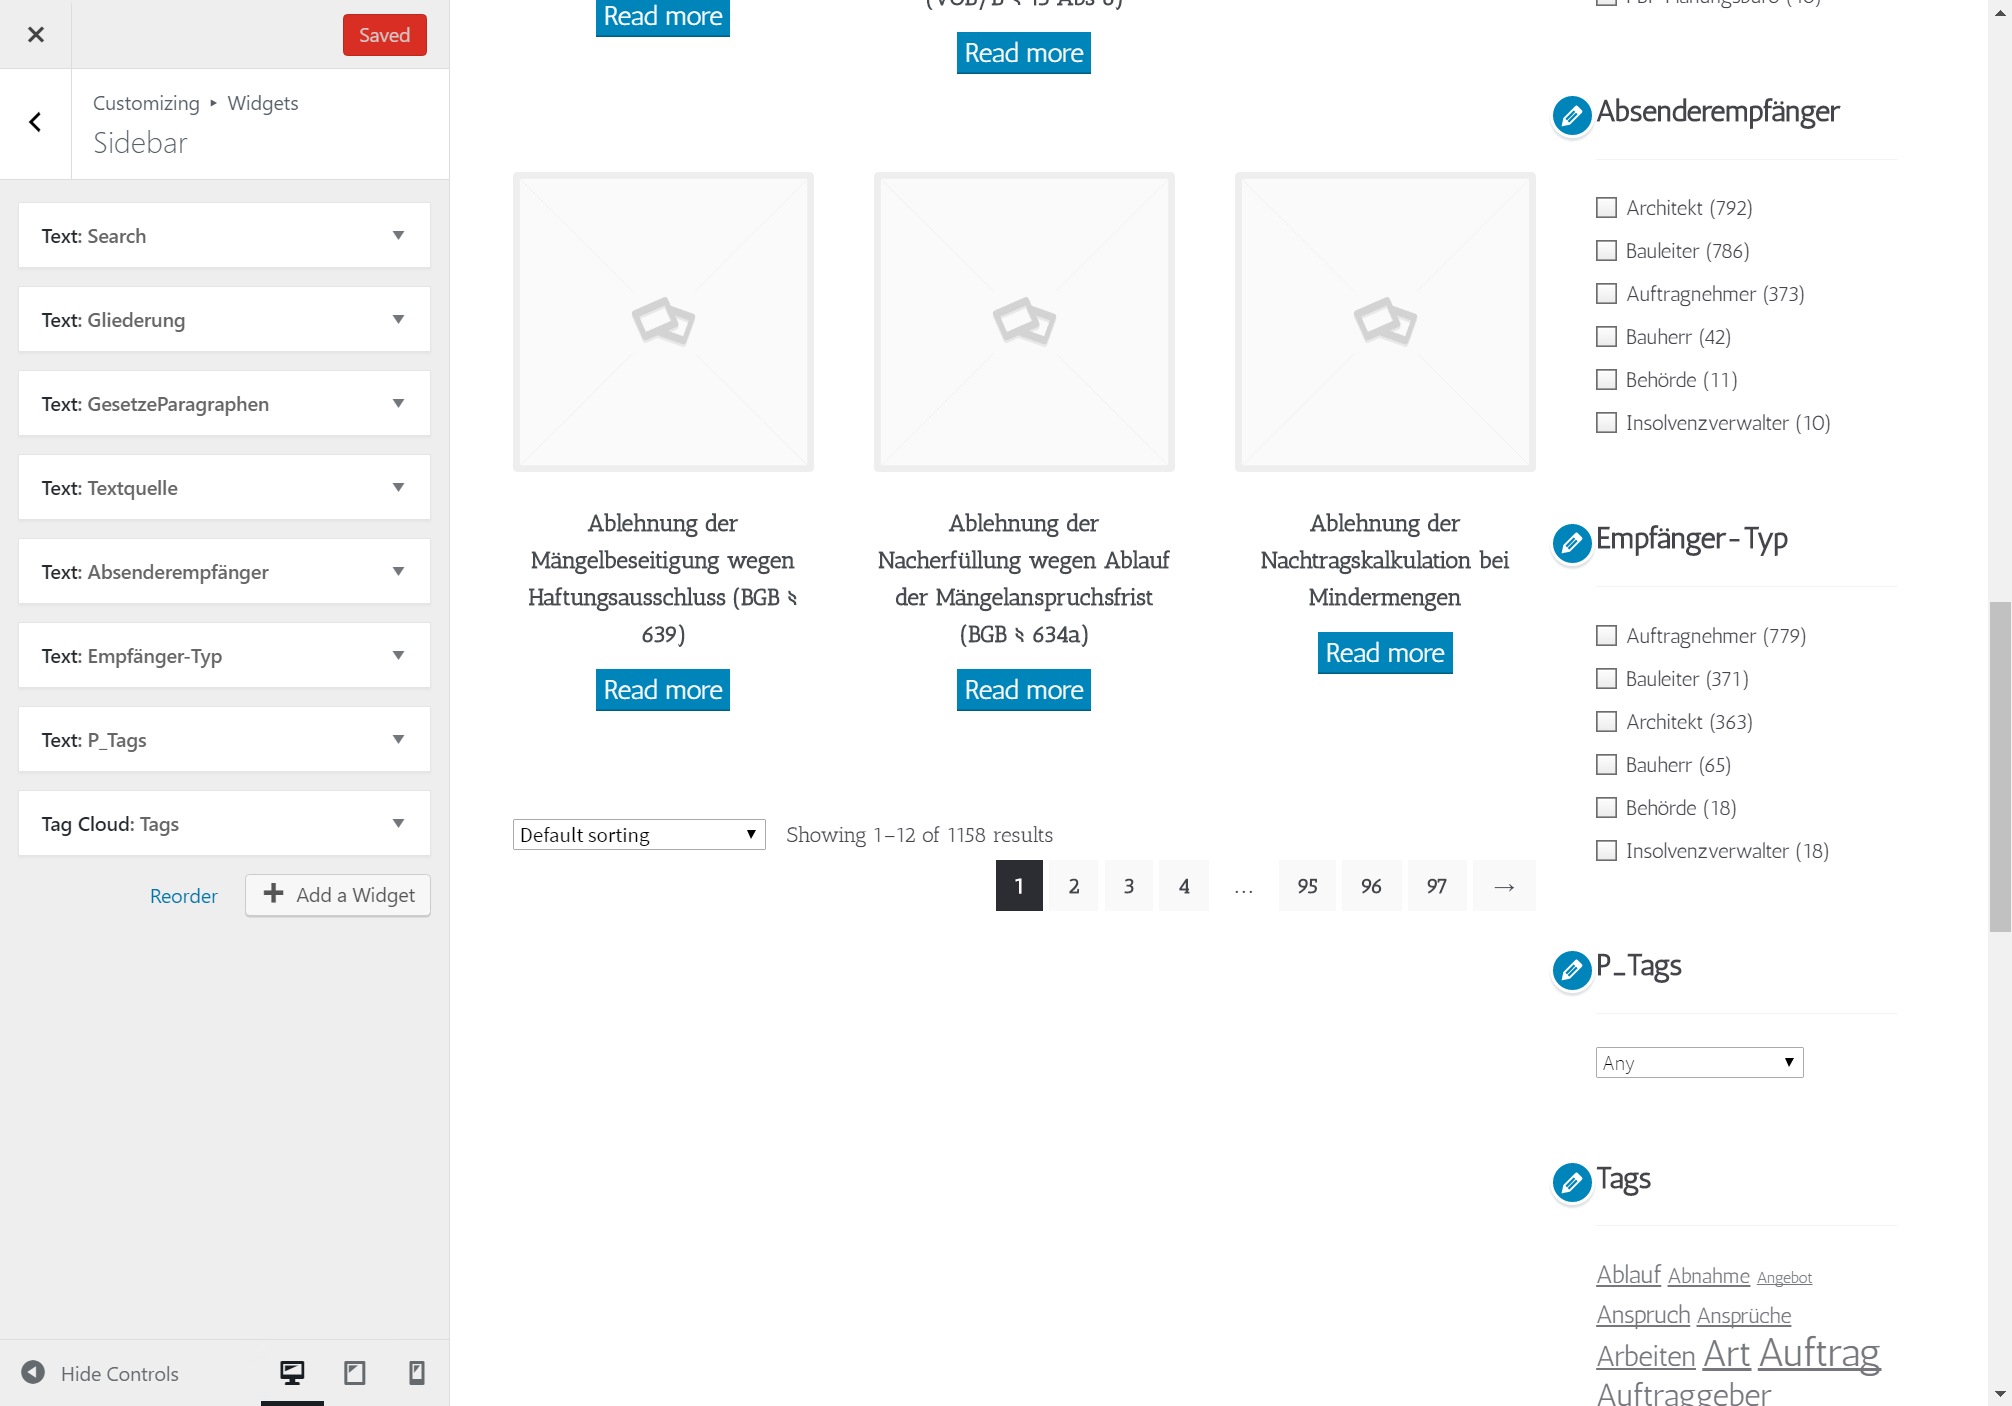 Saved
Customizing ▸ Widgets
Sidebar
Text: Search
Text: Gliederung
Text: GesetzeParagraphen
Text: Textquelle
Text: Absenderempfänger
Text: Empfänger-Typ
Text: P_Tags
Tag Cloud: Tags
Reorder
Add a Widget
Hide Controls
Read more
Read more
Ablehnung der
Mängelbeseitigung wegen
Haftungsausschluss (BGB §
639)
Read more
Ablehnung der
Nacherfüllung wegen Ablauf
der Mängelanspruchsfrist
(BGB § 634a)
Read more
Ablehnung der
Nachtragskalkulation bei
Mindermengen
Read more
Default sorting
Showing 1–12 of 1158 results
1 2 3 4 … 95 96 97 →
Absenderempfänger
Architekt (792)
Bauleiter (786)
Auftragnehmer (373)
Bauherr (42)
Behörde (11)
Insolvenzverwalter (10)
Empfänger-Typ
Auftragnehmer (779)
Bauleiter (371)
Architekt (363)
Bauherr (65)
Behörde (18)
Insolvenzverwalter (18)
P_Tags
Any
Tags
Ablauf Abnahme Angebot
Anspruch Ansprüche
Arbeiten Art Auftrag
Auftraggeber